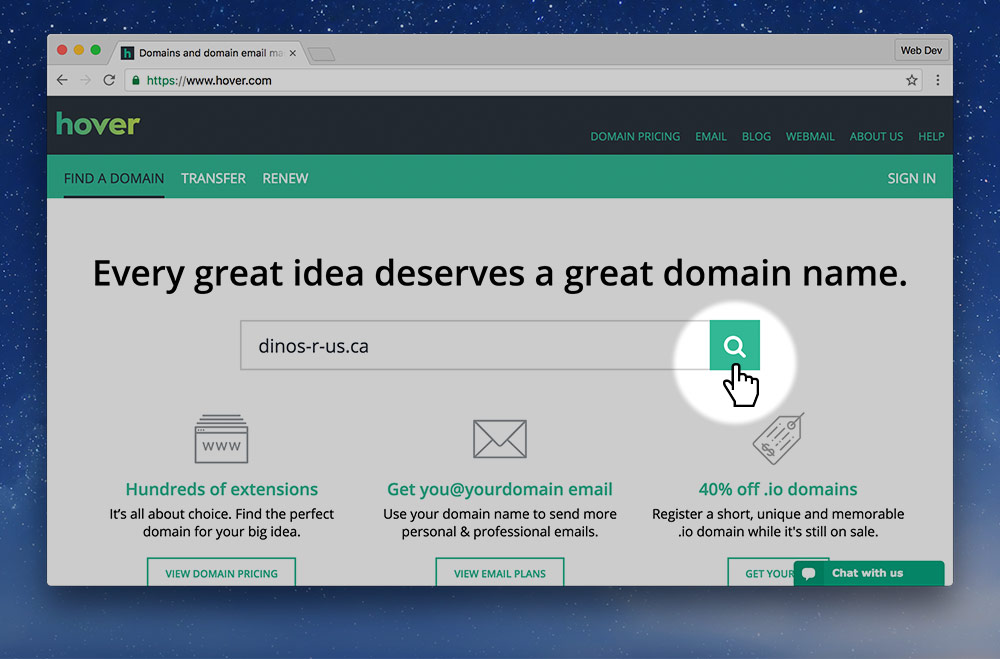 Domains and domain email ma
Web Dev
https://www.hover.com
hover
DOMAIN PRICING EMAIL BLOG WEBMAIL ABOUT US HELP
FIND A DOMAIN TRANSFER RENEW SIGN IN
Every great idea deserves a great domain name.
dinos-r-us.ca
WWW
Hundreds of extensions
It's all about choice. Find the perfect
domain for your big idea.
VIEW DOMAIN PRICING
Get you@yourdomain email
Use your domain name to send more
personal & professional emails.
VIEW EMAIL PLANS
$
40% off .io domains
Register a short, unique and memorable
.io domain while it's still on sale.
GET YOUR
Chat with us